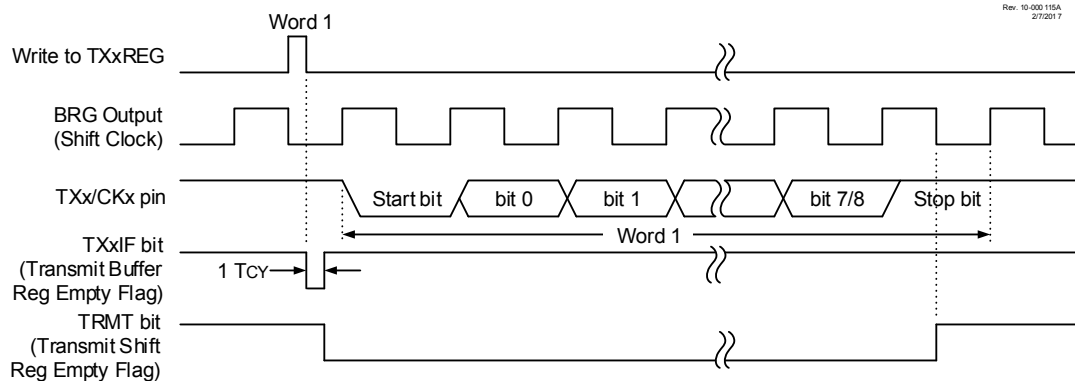 Rev. 10-000 115A
2/7/201 7
Word 1
Write to TXxREG
BRG Output
(Shift Clock)
TXx/CKx pin
Start bit
bit 0
bit 1
bit 7/8
Stop bit
Word 1
TXxIF bit
(Transmit Buffer
Reg Empty Flag)
1 TCY
TRMT bit
(Transmit Shift
Reg Empty Flag)